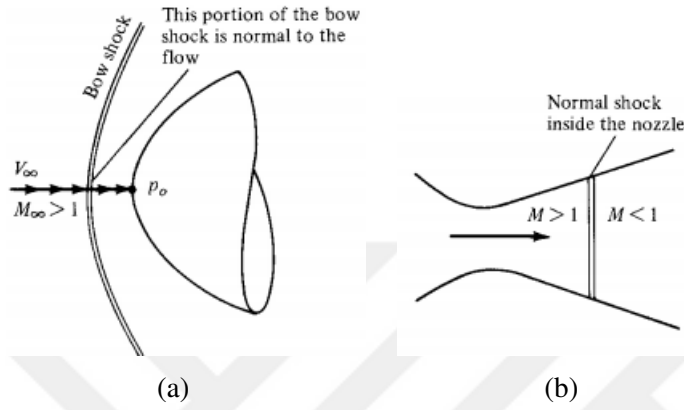 This portion of the bow
shock is normal to the
flow
Bow shock
V∞
M∞ > 1
pₒ
(a)
Normal shock
inside the nozzle
M > 1
M < 1
(b)